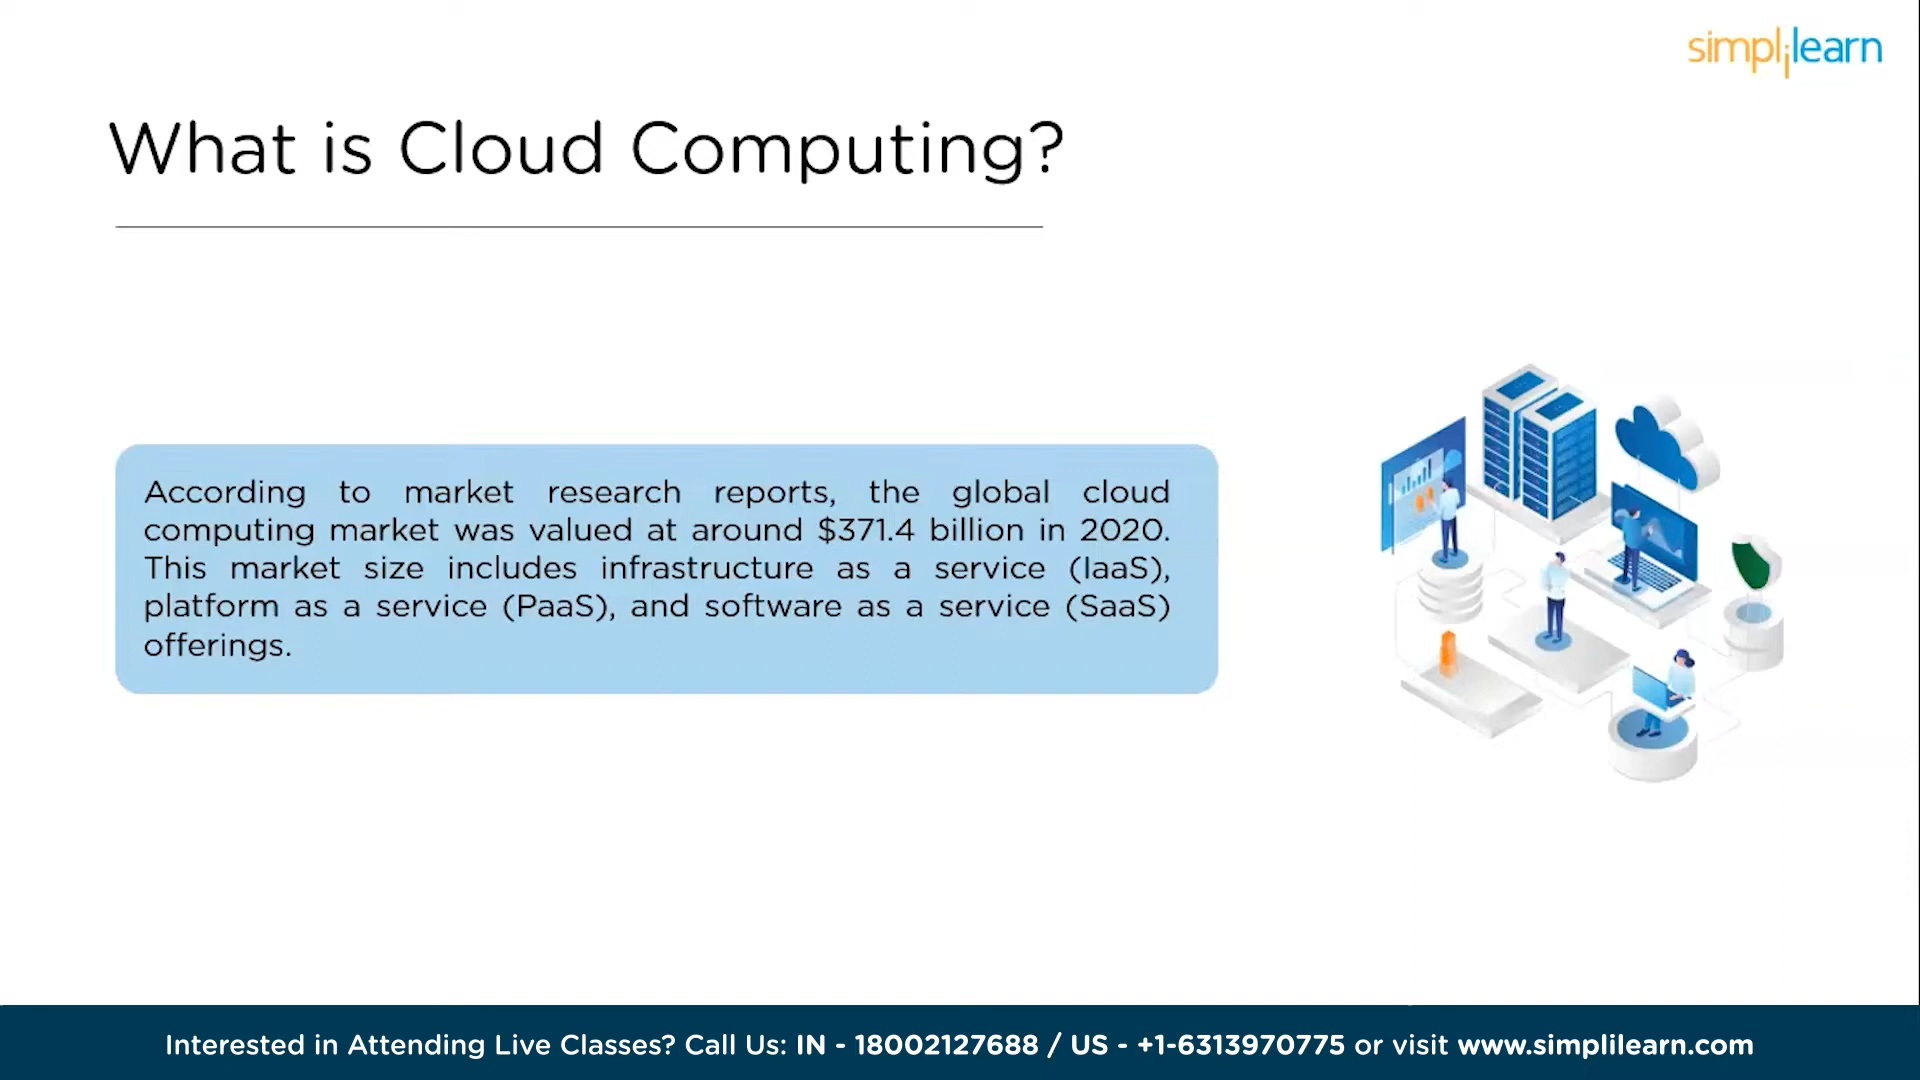 simplilearn
What is Cloud Computing?
According to market research reports, the global cloud
computing market was valued at around $371.4 billion in 2020.
This market size includes infrastructure as a service (IaaS),
platform as a service (PaaS), and software as a service (SaaS)
offerings.
Interested in Attending Live Classes? Call Us: IN - 18002127688 / US - +1-6313970775 or visit www.simplilearn.com